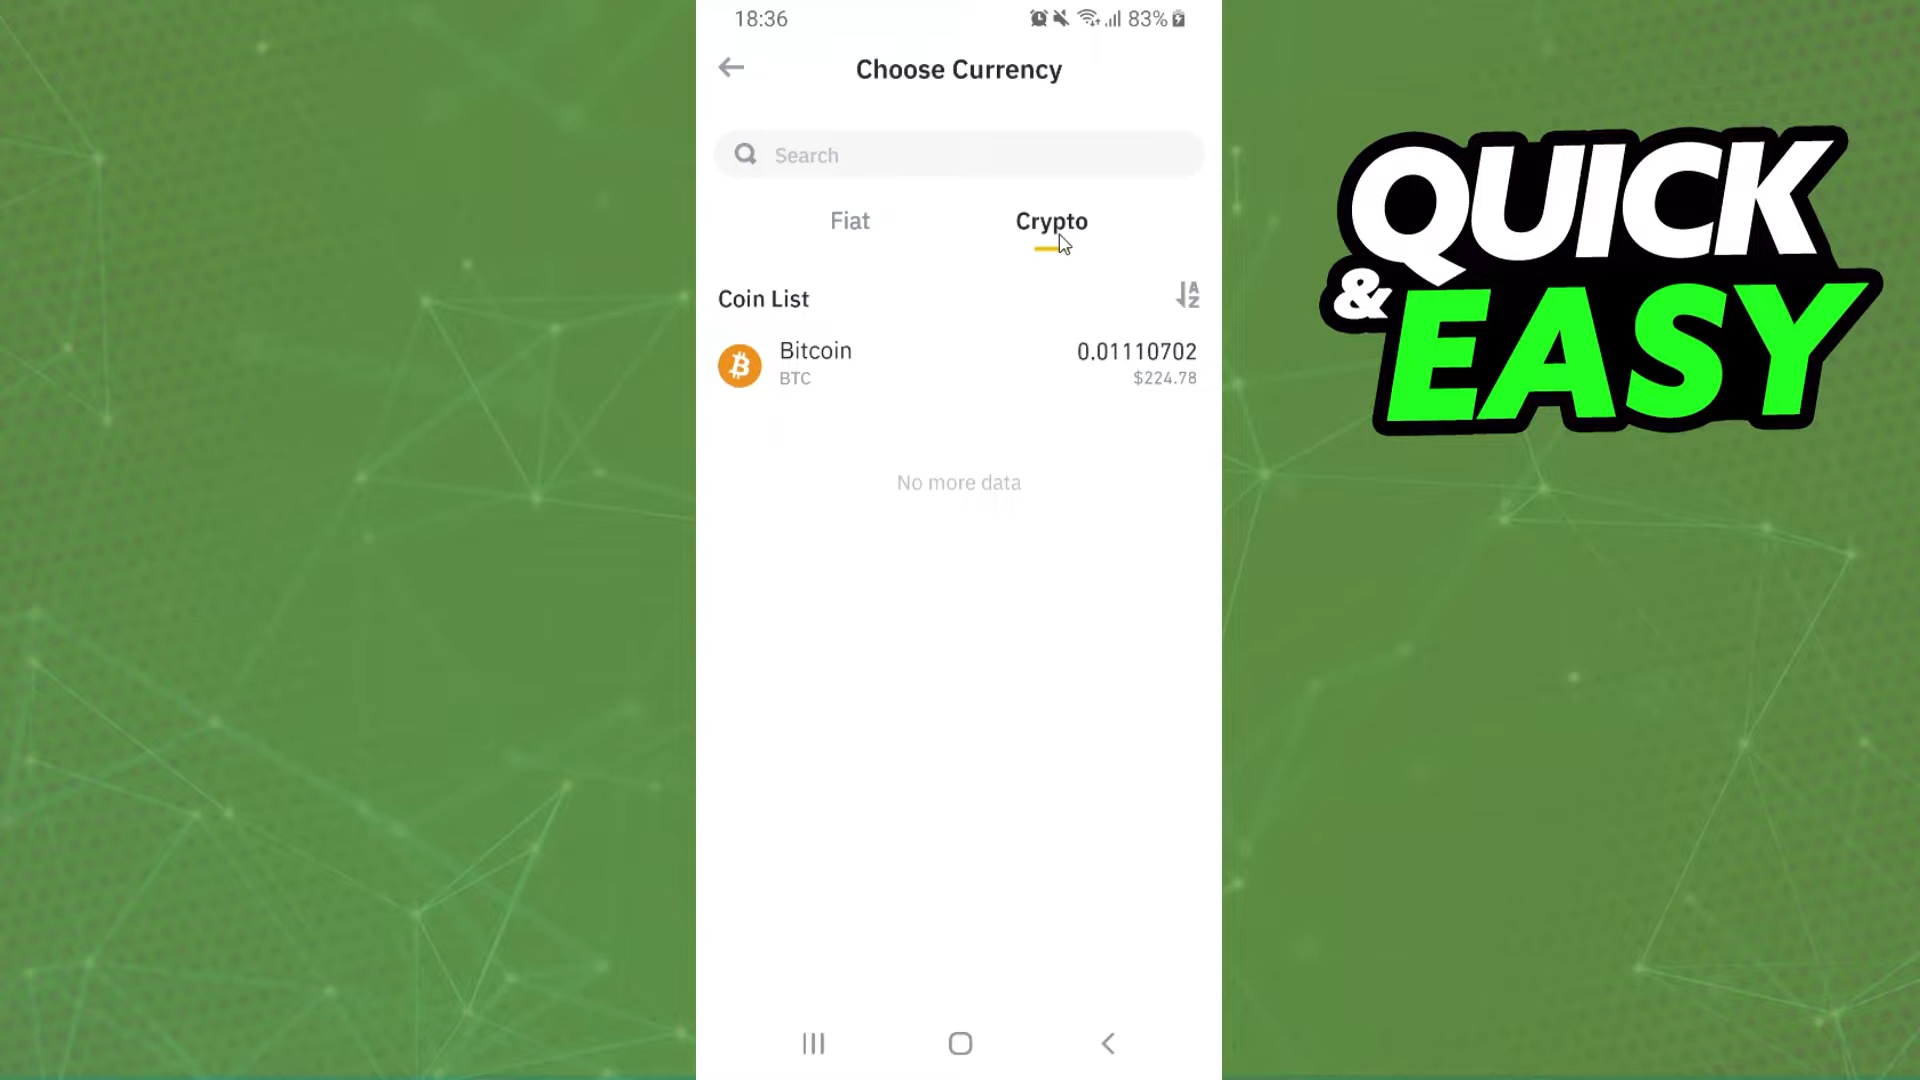 18:36
83%
Choose Currency
Search
Fiat Crypto
Coin List
Bitcoin 0.01110702
BTC $224.78
No more data
QUICK
& EASY